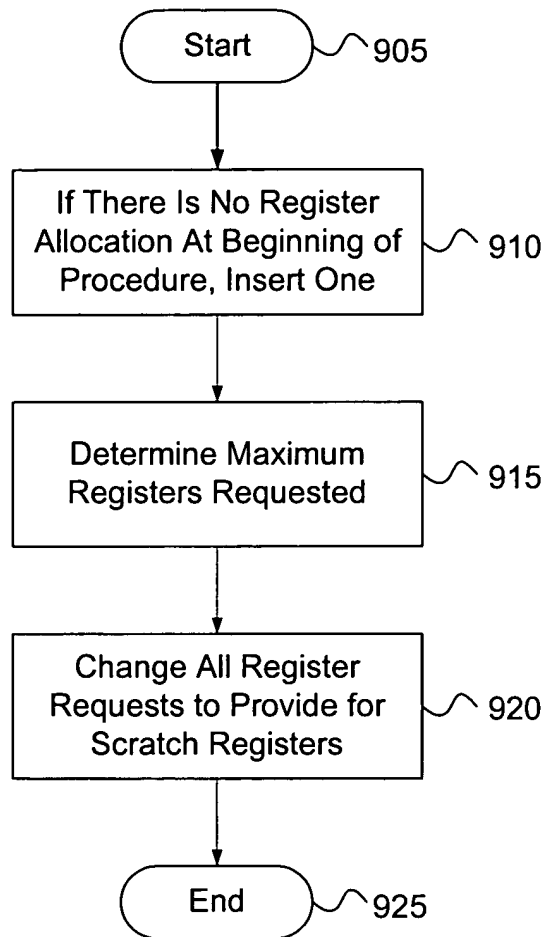 Start
905
If There Is No Register
Allocation At Beginning of
Procedure, Insert One
910
Determine Maximum
Registers Requested
915
Change All Register
Requests to Provide for
Scratch Registers
920
End
925